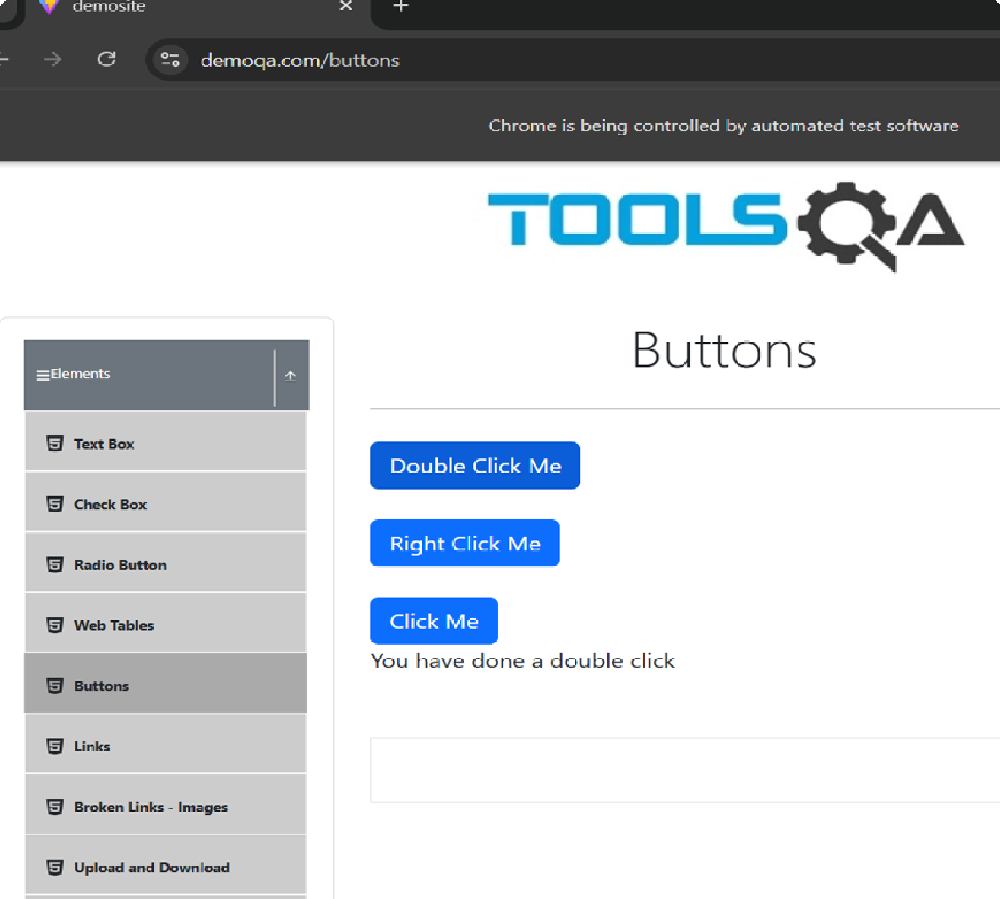 demosite
demoqa.com/buttons
Chrome is being controlled by automated test software
TOOLSQA
Buttons
Elements
Text Box
Check Box
Radio Button
Web Tables
Buttons
Links
Broken Links - Images
Upload and Download
Double Click Me
Right Click Me
Click Me
You have done a double click